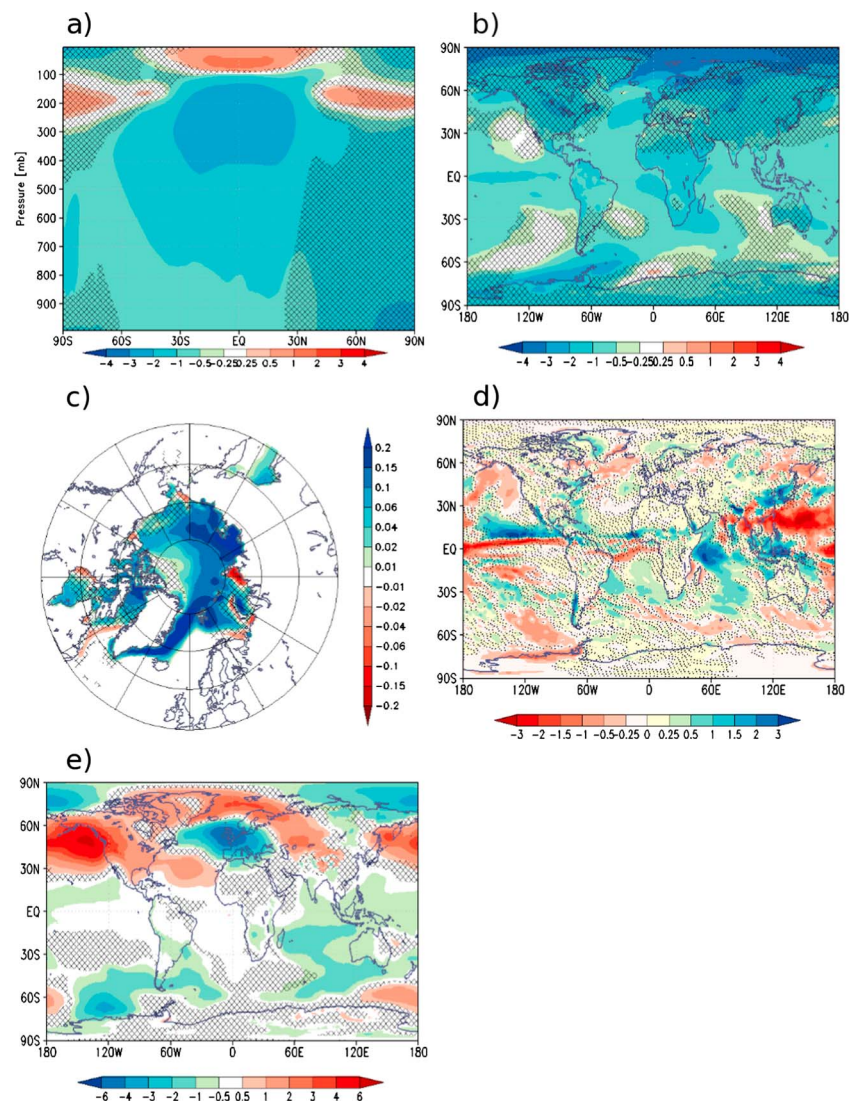 a)
100
200
300
400
500
600
700
800
900
Pressure [mb]
90S 60S 30S EQ 30N 60N 90N
-4 -3 -2 -1 -0.5-0.250.25 0.5 1 2 3 4
b)
90N
60N
30N
EQ
30S
60S
90S
180 120W 60W 0 60E 120E 180
-4 -3 -2 -1 -0.5-0.250.25 0.5 1 2 3 4
c)
0.2
0.15
0.1
0.06
0.04
0.02
0.01
-0.01
-0.02
-0.04
-0.06
-0.1
-0.15
-0.2
d)
90N
60N
30N
EQ
30S
60S
90S
180 120W 60W 0 60E 120E 180
-3 -2 -1.5 -1 -0.5-0.25 0 0.25 0.5 1 1.5 2 3
e)
90N
60N
30N
EQ
30S
60S
90S
180 120W 60W 0 60E 120E 180
-6 -4 -3 -2 -1 -0.5 0.5 1 2 3 4 6